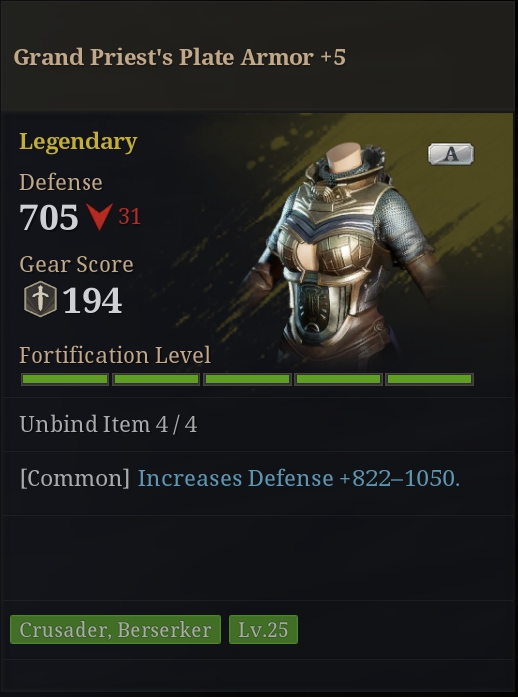 Grand Priest's Plate Armor +5
Legendary
A
Defense
705 31
Gear Score
194
Fortification Level
Unbind Item 4 / 4
[Common] Increases Defense +822–1050.
Crusader, Berserker Lv.25